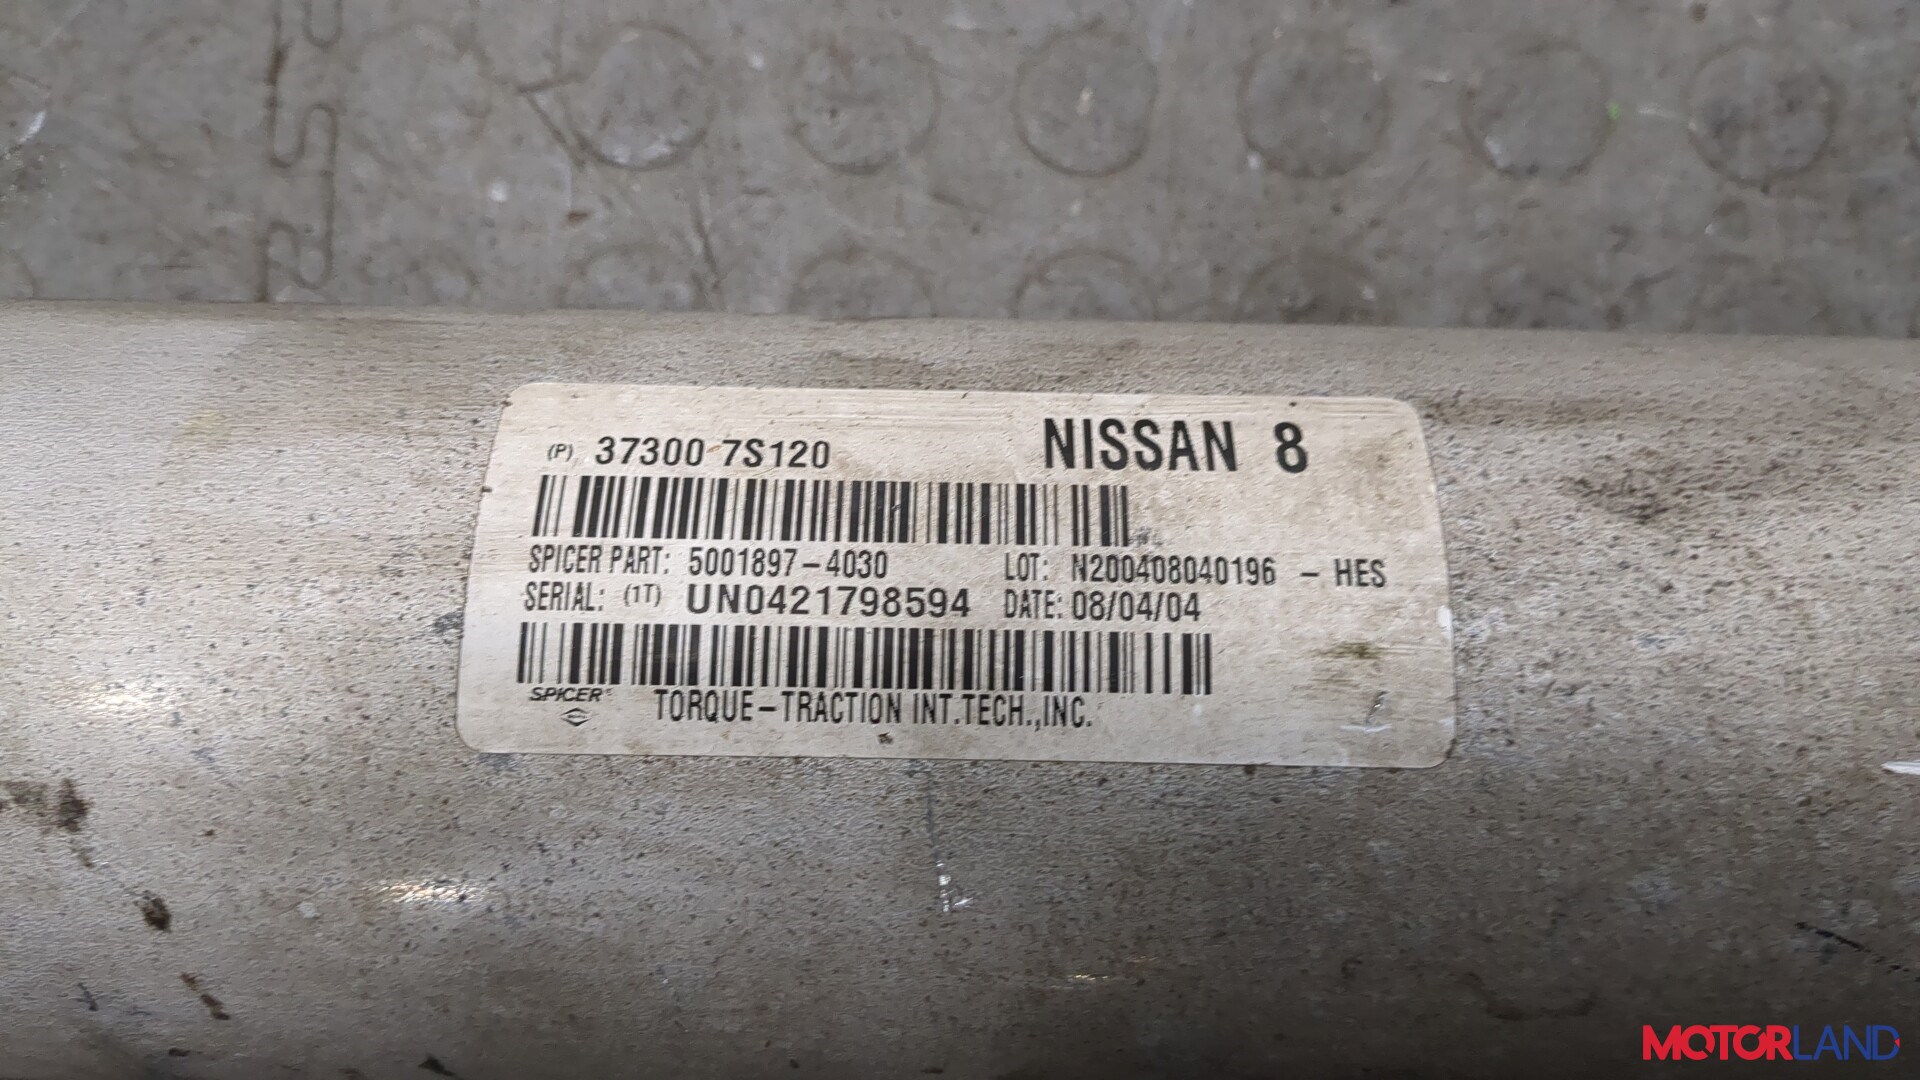 (P) 37300 7S120 NISSAN 8
SPICER PART: 5001897-4030 LOT: N200408040196 - HES
SERIAL: (1T) UN0421798594 DATE: 08/04/04
SPICER® TORQUE-TRACTION INT.TECH.,INC.
MOTORLAND